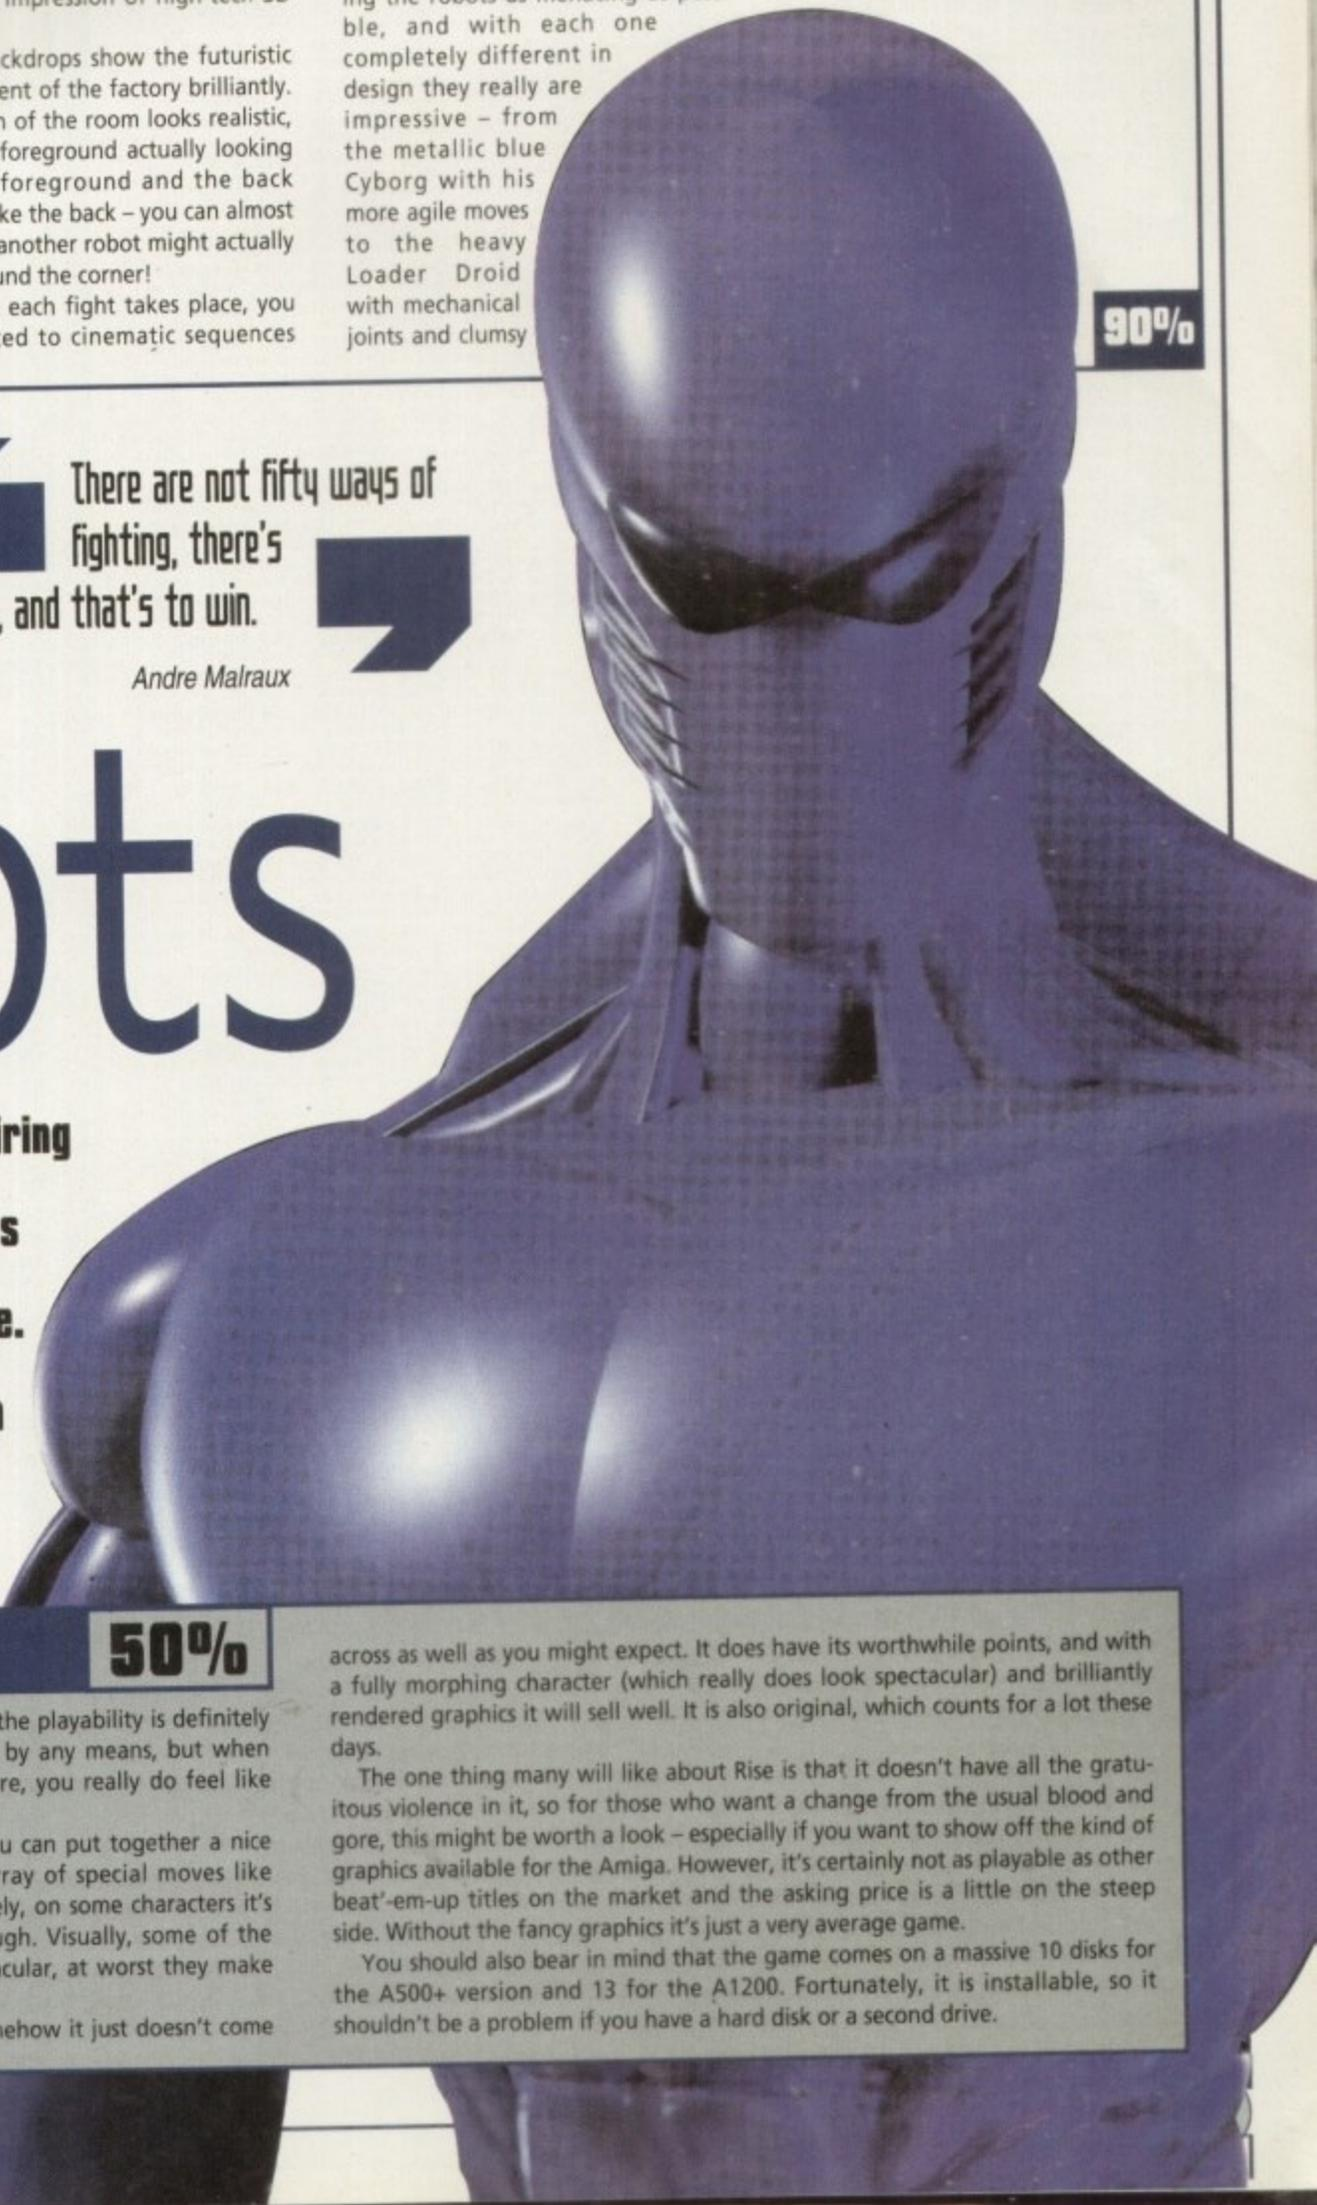 ckdrops show the futuristic
ent of the factory brilliantly.
of the room looks realistic,
foreground actually looking
foreground and the back
ke the back – you can almost
another robot might actually
und the corner!
each fight takes place, you
ed to cinematic sequences
ble, and with each one
completely different in
design they really are
impressive – from
the metallic blue
Cyborg with his
more agile moves
to the heavy
Loader Droid
with mechanical
joints and clumsy
90%
There are not fifty ways of
fighting, there's
, and that's to win.
Andre Malraux
ots
iring
s
e.
50%
the playability is definitely
by any means, but when
re, you really do feel like
u can put together a nice
ray of special moves like
ely, on some characters it's
ugh. Visually, some of the
cular, at worst they make
nehow it just doesn't come
across as well as you might expect. It does have its worthwhile points, and with
a fully morphing character (which really does look spectacular) and brilliantly
rendered graphics it will sell well. It is also original, which counts for a lot these
days.
The one thing many will like about Rise is that it doesn't have all the gratu-
itous violence in it, so for those who want a change from the usual blood and
gore, this might be worth a look – especially if you want to show off the kind of
graphics available for the Amiga. However, it's certainly not as playable as other
beat'-em-up titles on the market and the asking price is a little on the steep
side. Without the fancy graphics it's just a very average game.
You should also bear in mind that the game comes on a massive 10 disks for
the A500+ version and 13 for the A1200. Fortunately, it is installable, so it
shouldn't be a problem if you have a hard disk or a second drive.